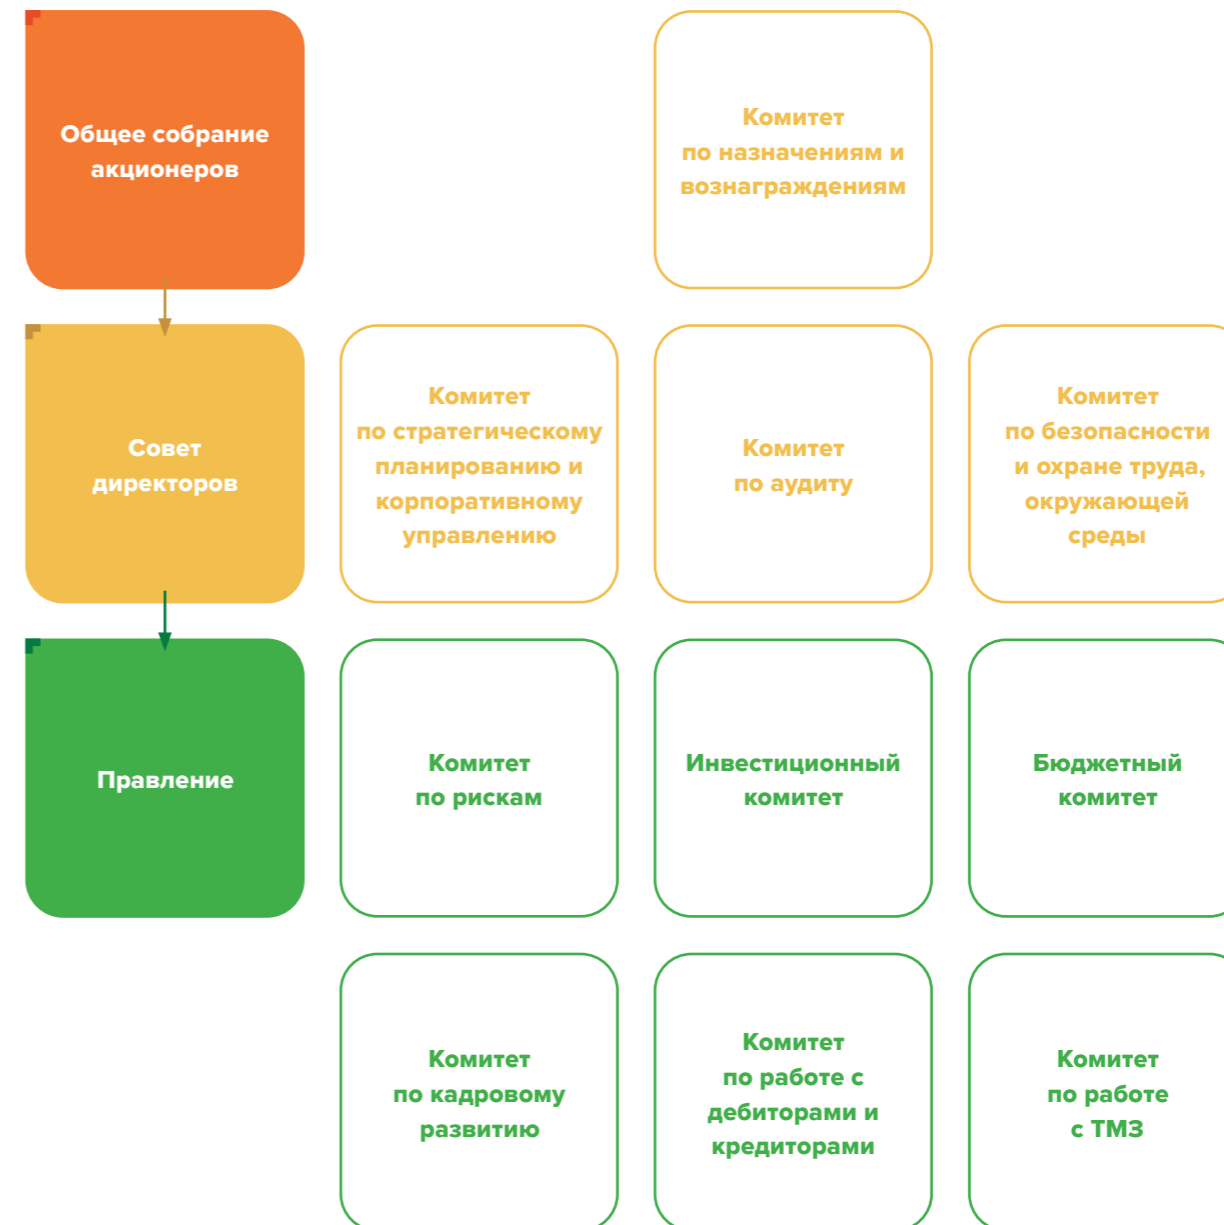 Общее собрание
акционеров
Комитет
по назначениям и
вознаграждениям
Совет
директоров
Комитет
по стратегическому
планированию и
корпоративному
управлению
Комитет
по аудиту
Комитет
по безопасности
и охране труда,
окружающей
среды
Правление
Комитет
по рискам
Инвестиционный
комитет
Бюджетный
комитет
Комитет
по кадровому
развитию
Комитет
по работе с
дебиторами и
кредиторами
Комитет
по работе
с ТМЗ